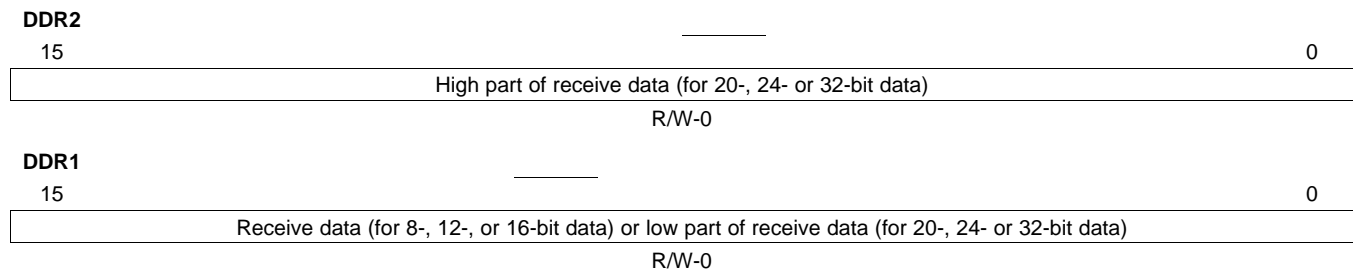 DDR2
15 0
High part of receive data (for 20-, 24- or 32-bit data)
R/W-0
DDR1
15 0
Receive data (for 8-, 12-, or 16-bit data) or low part of receive data (for 20-, 24- or 32-bit data)
R/W-0